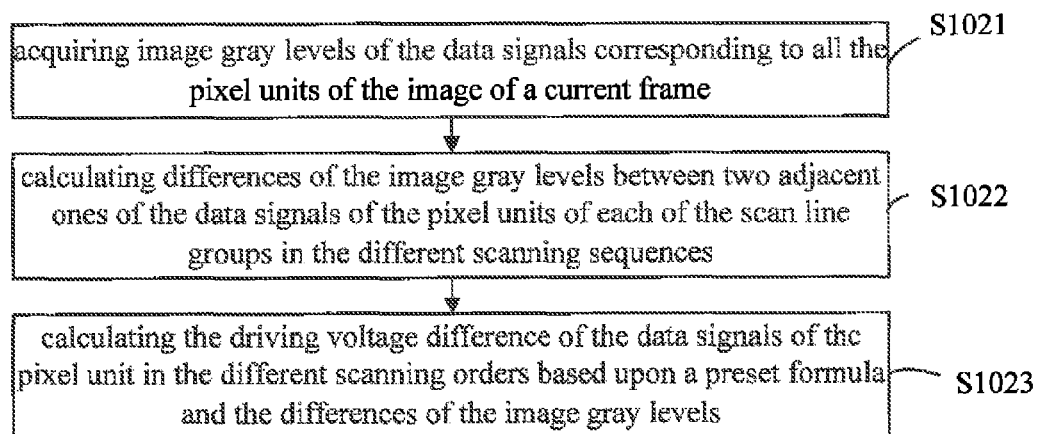 acquiring image gray levels of the data signals corresponding to all the
pixel units of the image of a current frame
S1021
calculating differences of the image gray levels between two adjacent
ones of the data signals of the pixel units of each of the scan line
groups in the different scanning sequences
S1022
calculating the driving voltage difference of the data signals of the
pixel unit in the different scanning orders based upon a preset formula
and the differences of the image gray levels
S1023